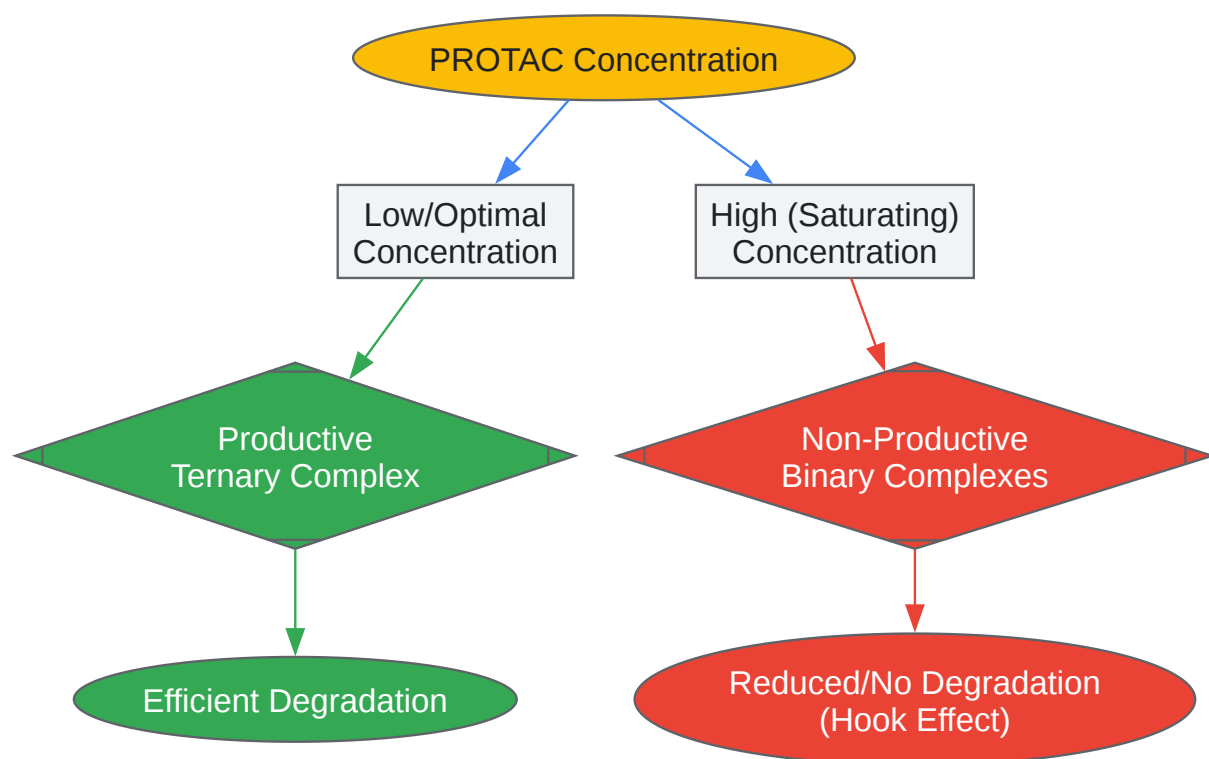 PROTAC Concentration
Low/Optimal
Concentration
High (Saturating)
Concentration
Productive
Ternary Complex
Non-Productive
Binary Complexes
Efficient Degradation
Reduced/No Degradation
(Hook Effect)